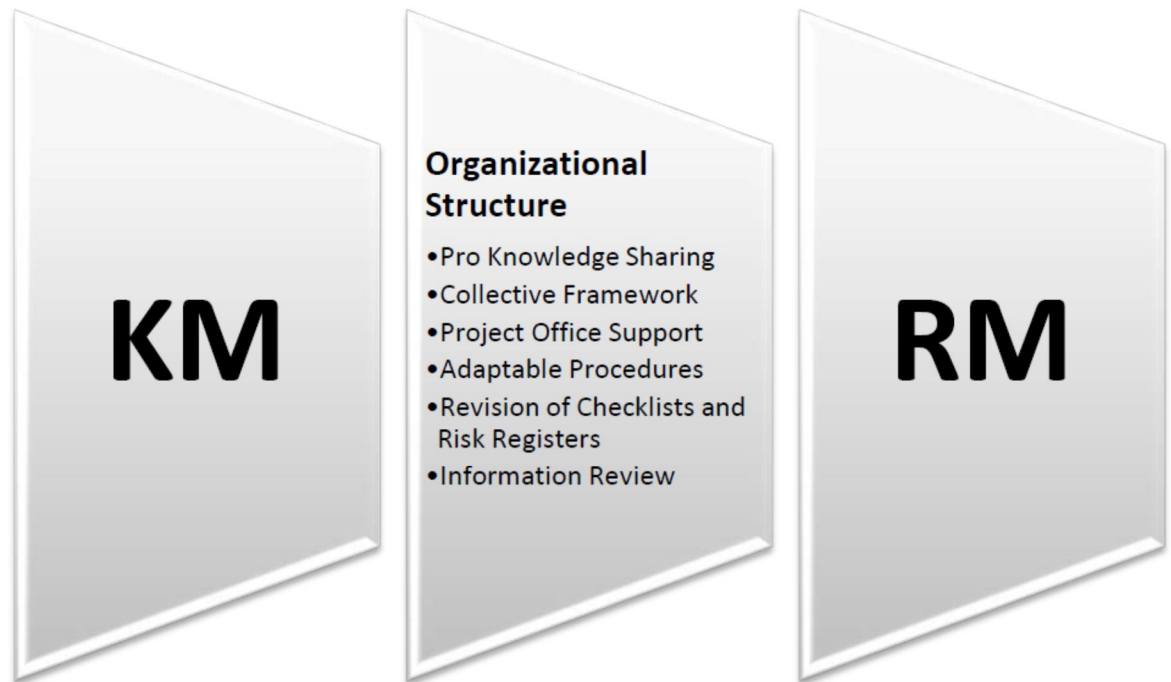 KM
Organizational
Structure
•Pro Knowledge Sharing
•Collective Framework
•Project Office Support
•Adaptable Procedures
•Revision of Checklists and
Risk Registers
•Information Review
RM